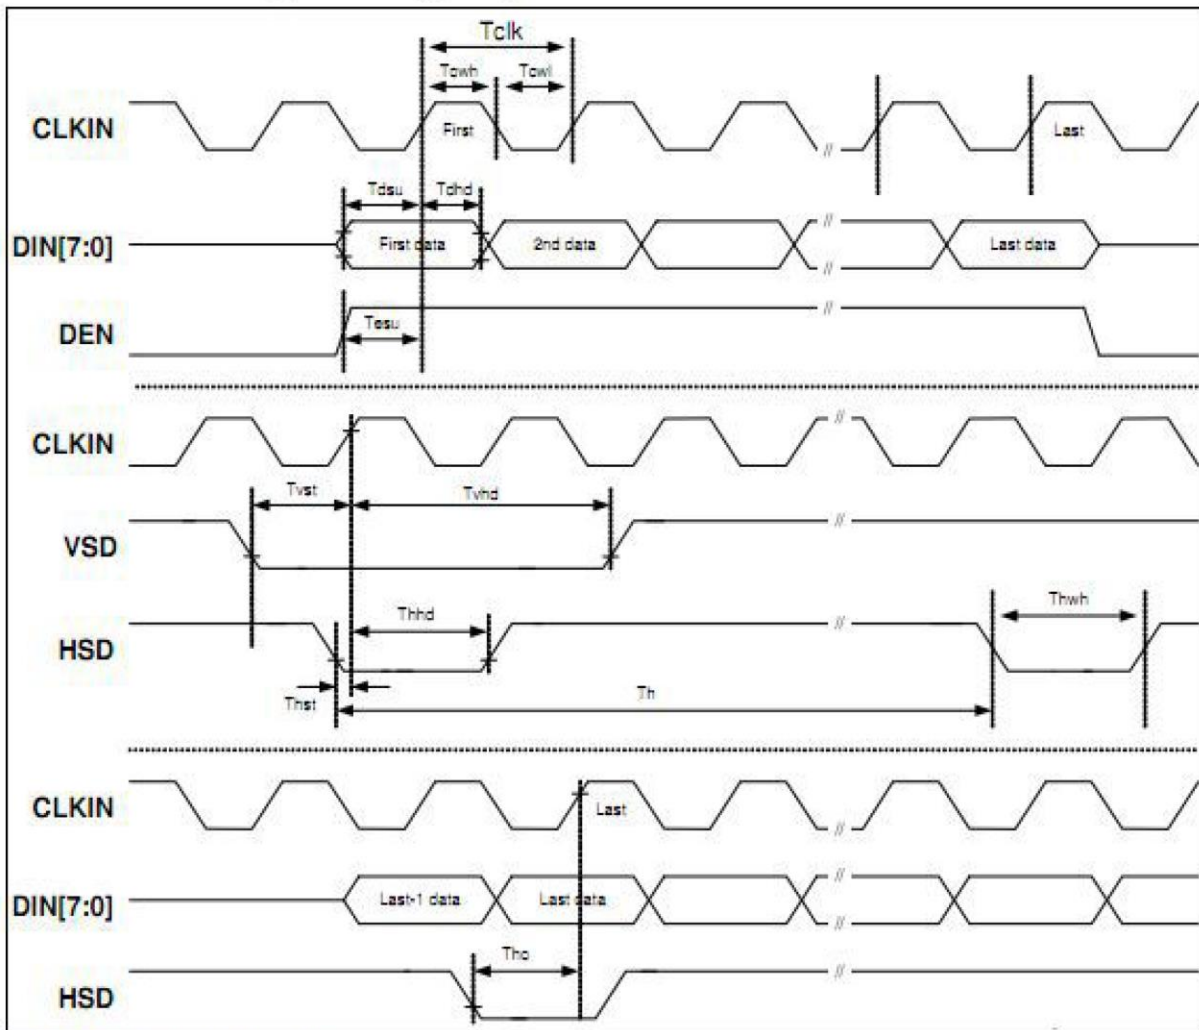 Tclk
Tcwh
Tcwl
CLKIN
First
Last
Tdsu
Tdhd
DIN[7:0]
First data
2nd data
Last data
DEN
Tesu
CLKIN
Tvst
Tvhd
VSD
Thhd
Thwh
HSD
Thst
Th
CLKIN
Last
DIN[7:0]
Last-1 data
Last data
Thc
HSD